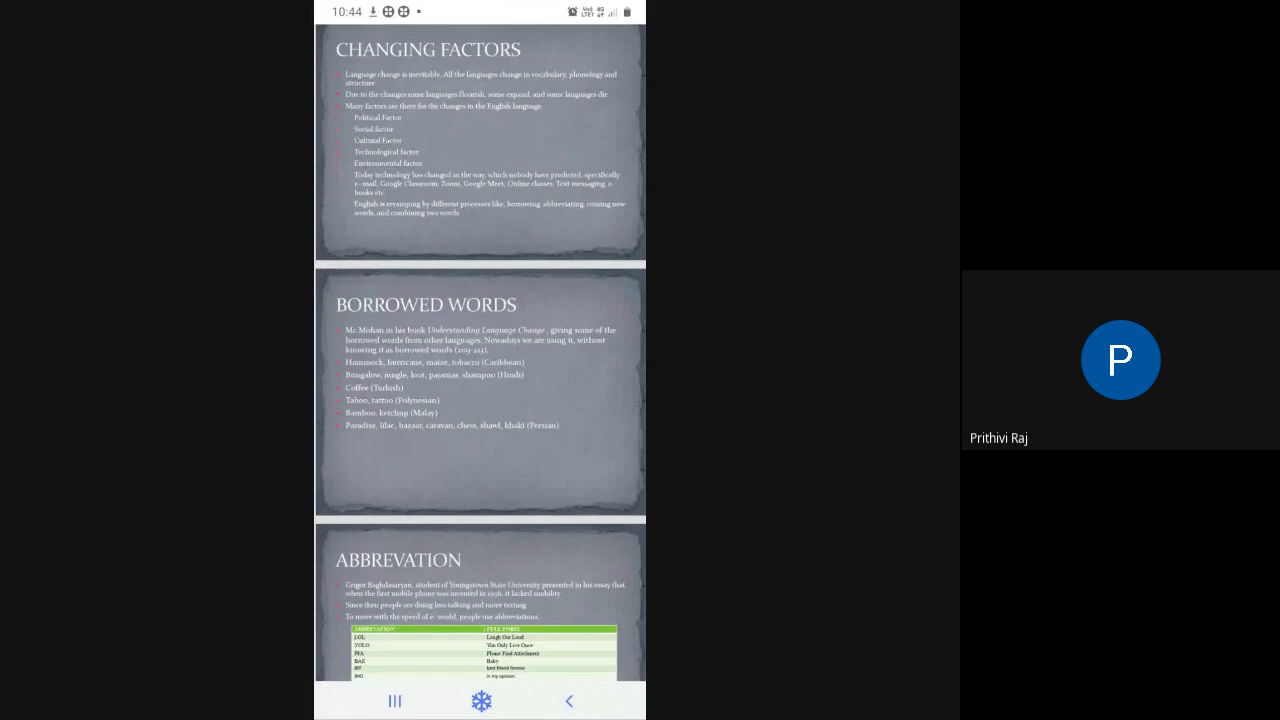 10:44
VoLTE1 4G
CHANGING FACTORS
Language change is inevitable. All the languages change in vocabulary, phonology and
structure
Due to the changes some languages flourish, some expand, and some languages die
Many factors are there for the changes in the English language
Political Factor
Social factor
Cultural Factor
Technological factor
Environmental factor
Today technology has changed in the way, which nobody have predicted, specifically
e-mail, Google Classroom, Zoom, Google Meet, Online classes, Text messaging, e-
books etc
English is revamping by different processes like, borrowing, abbreviating, coining new
words, and combining two words
BORROWED WORDS
Mc Mohan in his book Understanding Language Change , giving some of the
borrowed words from other languages. Nowadays we are using it, without
knowing it as borrowed words (209-213).
Hammock, hurricane, maize, tobacco (Caribbean)
Bungalow, jungle, loot, pajamas, shampoo (Hindi)
Coffee (Turkish)
Taboo, tattoo (Polynesian)
Bamboo, ketchup (Malay)
Paradise, lilac, bazaar, caravan, chess, shawl, khaki (Persian)
ABBREVATION
Grigor Baghdasaryan, student of Youngstown State University presented in his essay that,
when the first mobile phone was invented in 1956, it lacked mobility
Since then people are doing less talking and more texting
To move with the speed of e- world, people use abbreviations.
ABBREVATION FULL FORM
LOL Laugh Out Loud
YOLO You Only Live Once
PFA Please Find Attachment
BAE Baby
BFF best friend forever
IMO in my opinion
P
Prithivi Raj